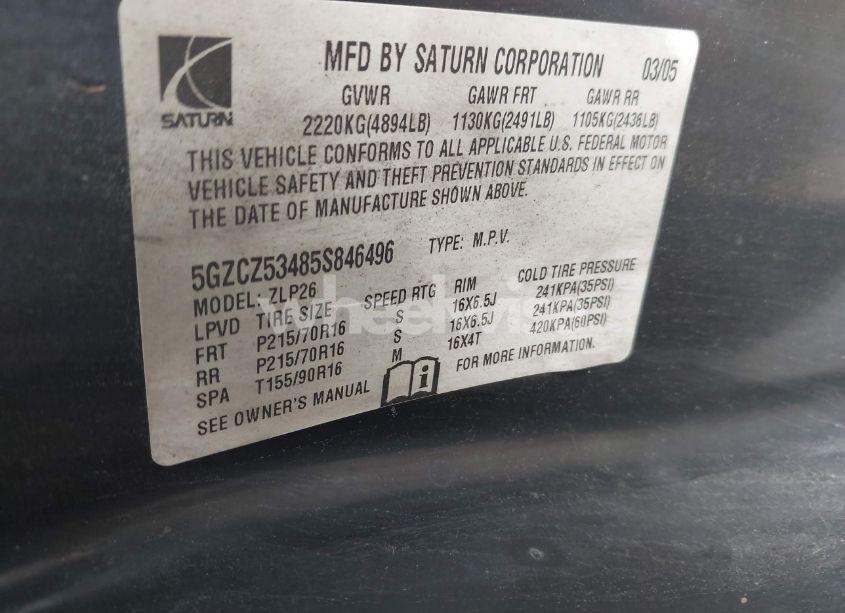 MFD BY SATURN CORPORATION 03/05
SATURN
GVWR GAWR FRT GAWR RR
2220KG(4894LB) 1130KG(2491LB) 1105KG(2436LB)
THIS VEHICLE CONFORMS TO ALL APPLICABLE U.S. FEDERAL MOTOR
VEHICLE SAFETY AND THEFT PREVENTION STANDARDS IN EFFECT ON
THE DATE OF MANUFACTURE SHOWN ABOVE.
5GZCZ53485S846496 TYPE: M.P.V.
MODEL: ZLP26
LPVD TIRE SIZE SPEED RTG RIM COLD TIRE PRESSURE
FRT P215/70R16 S 16X6.5J 241KPA(35PSI)
RR P215/70R16 S 16X6.5J 241KPA(35PSI)
SPA T155/90R16 M 16X4T 420KPA(60PSI)
SEE OWNER'S MANUAL i FOR MORE INFORMATION.